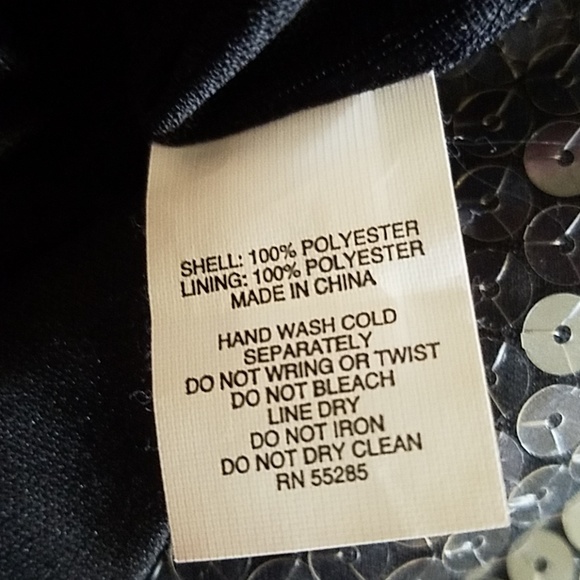 SHELL: 100% POLYESTER
LINING: 100% POLYESTER
MADE IN CHINA
HAND WASH COLD
SEPARATELY
DO NOT WRING OR TWIST
DO NOT BLEACH
LINE DRY
DO NOT IRON
DO NOT DRY CLEAN
RN 55285